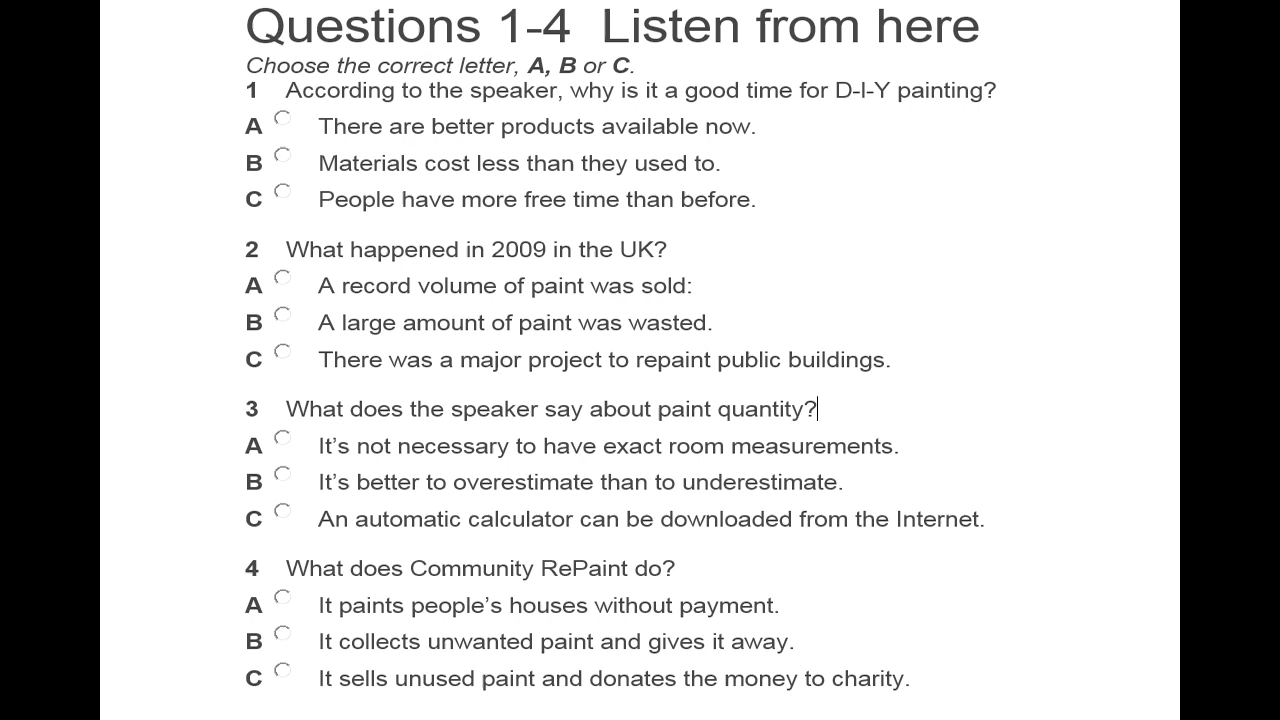 Questions 1-4 Listen from here
Choose the correct letter, A, B or C.
1 According to the speaker, why is it a good time for D-I-Y painting?
A There are better products available now.
B Materials cost less than they used to.
C People have more free time than before.
2 What happened in 2009 in the UK?
A A record volume of paint was sold:
B A large amount of paint was wasted.
C There was a major project to repaint public buildings.
3 What does the speaker say about paint quantity?
A It’s not necessary to have exact room measurements.
B It’s better to overestimate than to underestimate.
C An automatic calculator can be downloaded from the Internet.
4 What does Community RePaint do?
A It paints people’s houses without payment.
B It collects unwanted paint and gives it away.
C It sells unused paint and donates the money to charity.